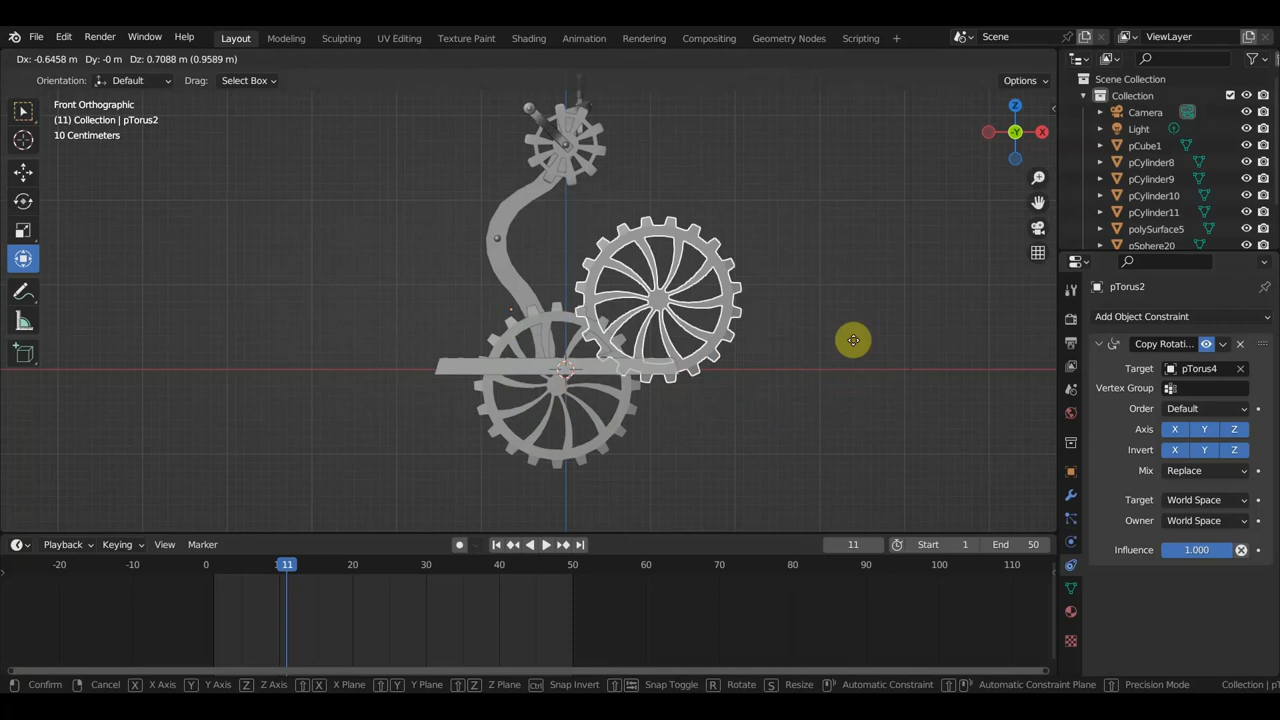 File Edit Render Window Help Layout Modeling Sculpting UV Editing Texture Paint Shading Animation Rendering Compositing Geometry Nodes Scripting + Scene ViewLayer
Dx: -0.6458 m Dy: -0 m Dz: 0.7088 m (0.9589 m)
Orientation: Default Drag: Select Box Options
Scene Collection
Collection
Camera
Light
pCube1
pCylinder8
pCylinder9
pCylinder10
pCylinder11
polySurface5
pSphere20
Front Orthographic
(11) Collection | pTorus2
10 Centimeters
Z
X
-Y
pTorus2
Add Object Constraint
Copy Rotati...
Target pTorus4
Vertex Group
Order Default
Axis X Y Z
Invert X Y Z
Mix Replace
Target World Space
Owner World Space
Influence 1.000
Playback Keying View Marker 11 Start 1 End 50
-20 -10 0 11 20 30 40 50 60 70 80 90 100 110
Confirm Cancel X X Axis Y Y Axis Z Z Axis X X Plane Y Y Plane Z Z Plane Ctrl Snap Invert Snap Toggle R Rotate S Resize Automatic Constraint Automatic Constraint Plane Precision Mode Collection | p